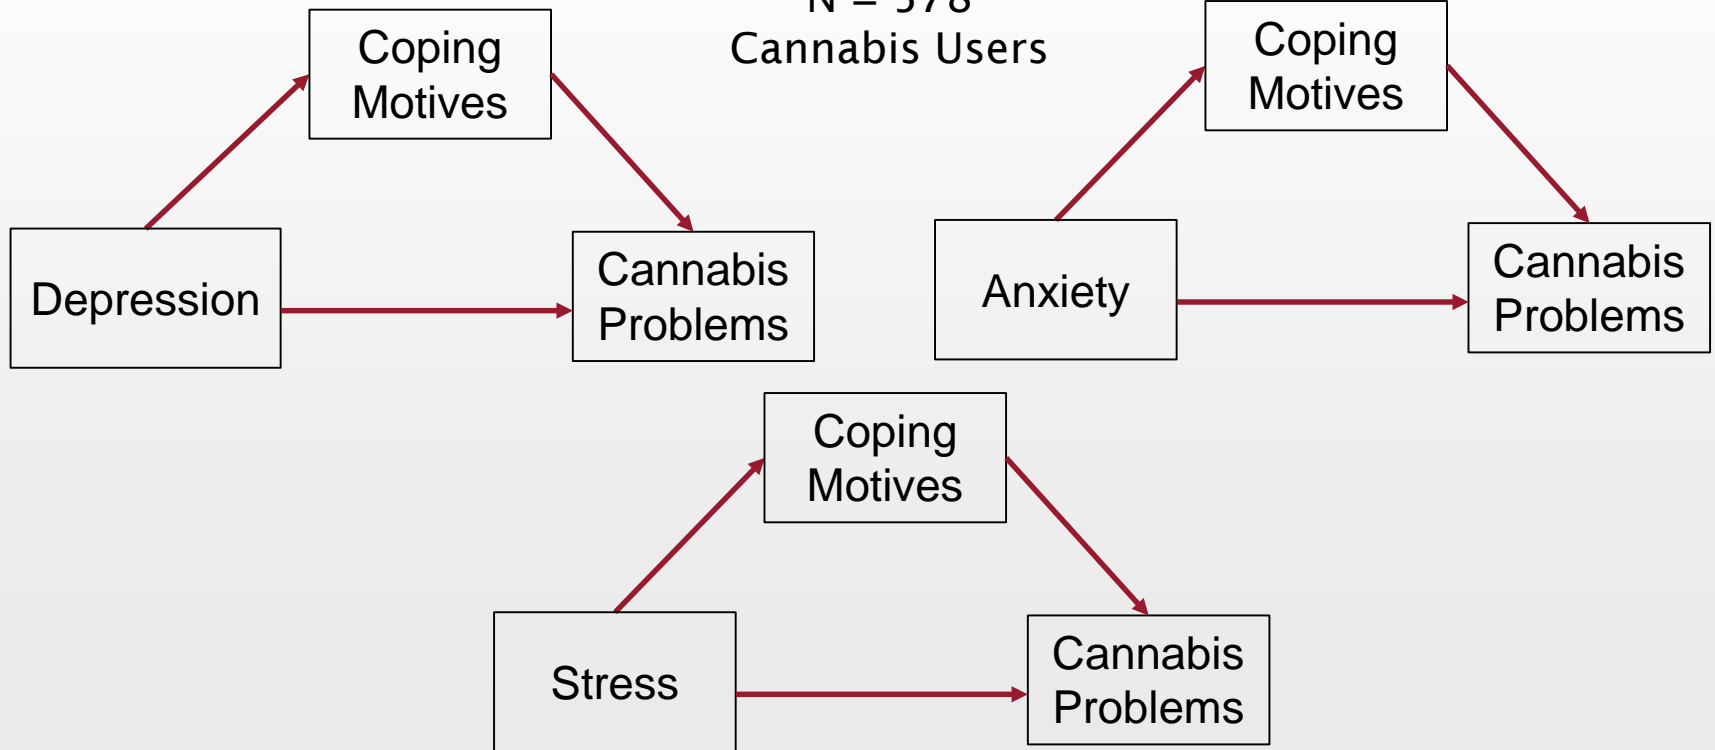 Coping
Motives
N =
Cannabis Users
Coping
Motives
Depression
Cannabis
Problems
Anxiety
Cannabis
Problems
Coping
Motives
Stress
Cannabis
Problems